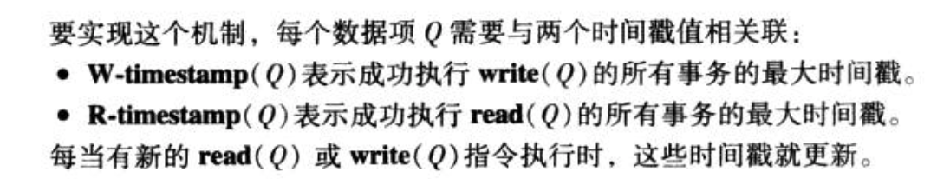 要实现这个机制，每个数据项 Q 需要与两个时间戳值相关联：
• W-timestamp(Q)表示成功执行 write(Q)的所有事务的最大时间戳。
• R-timestamp(Q)表示成功执行 read(Q)的所有事务的最大时间戳。
每当有新的 read(Q) 或 write(Q)指令执行时，这些时间戳就更新。